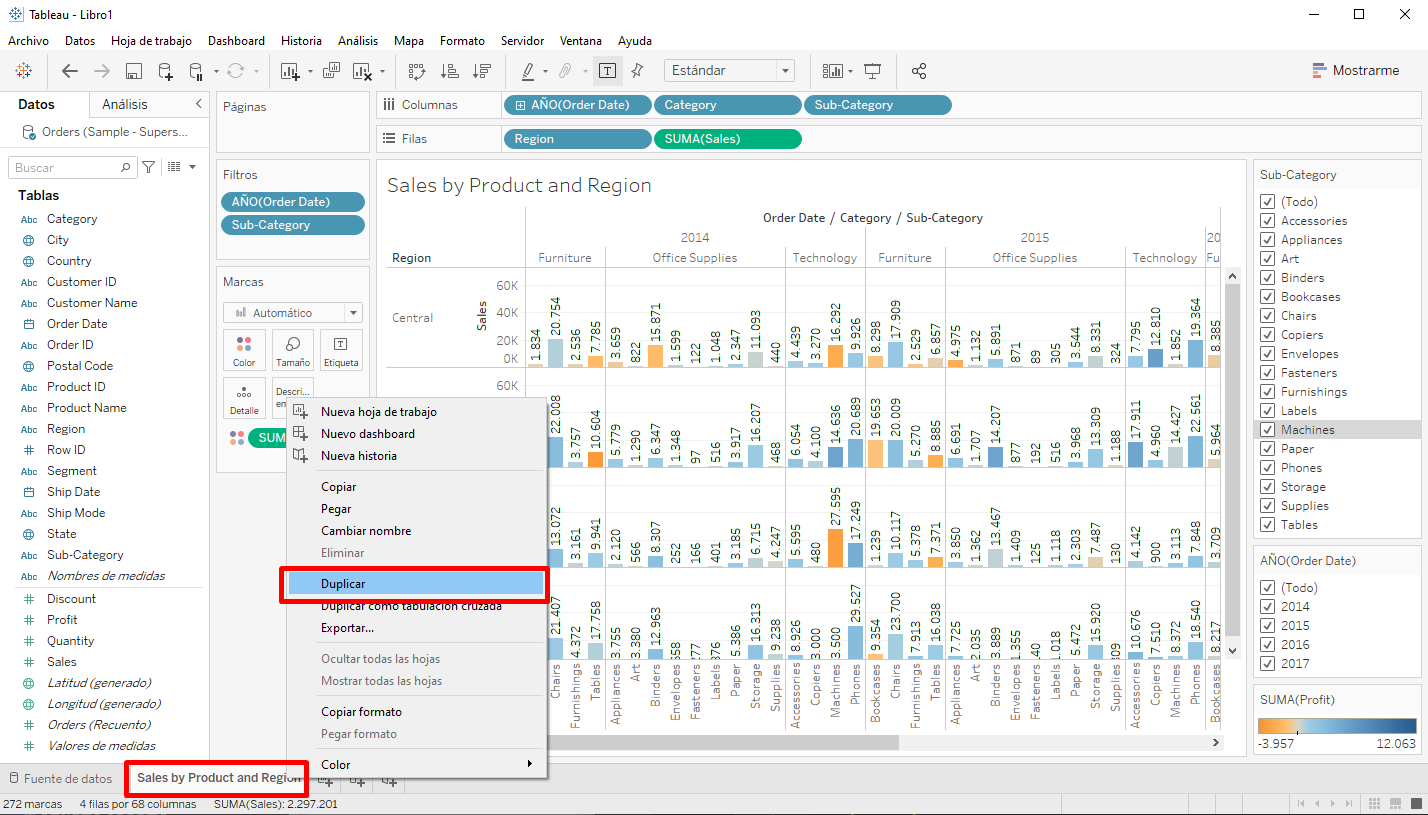 Tableau - Libro1
Archivo Datos Hoja de trabajo Dashboard Historia Análisis Mapa Formato Servidor Ventana Ayuda
Estándar
Mostrarme
Datos Análisis
Orders (Sample - Supers...
Buscar
Tablas
Abc Category
City
Country
Abc Customer ID
Abc Customer Name
Order Date
Abc Order ID
Postal Code
Abc Product ID
Abc Product Name
Abc Region
# Row ID
Abc Segment
Ship Date
Abc Ship Mode
State
Abc Sub-Category
Abc Nombres de medidas
# Discount
# Profit
# Quantity
# Sales
Latitud (generado)
Longitud (generado)
# Orders (Recuento)
# Valores de medidas
Páginas
Filtros
AÑO(Order Date)
Sub-Category
Marcas
Automático
Color Tamaño Etiqueta
Detalle Descri...
en
SUM
Columnas AÑO(Order Date) Category Sub-Category
Filas Region SUMA(Sales)
Sales by Product and Region
Order Date / Category / Sub-Category
2014 2015 20
Region Furniture Office Supplies Technology Furniture Office Supplies Technology Fu
Central
Sales
60K
40K
20K
0K
1.834 20.754 2.586 7.785 3.659 822 15.871 1.599 122 1.048 2.347 11.093 440 4.439 3.270 16.292 9.926 8.298 17.909 2.529 6.857 4.975 1.132 5.891 871 89 305 3.544 8.331 324 7.795 12.810 1.852 19.364 8.385
60K
22.008 3.757 10.604 5.779 1.290 6.347 1.348 97 516 3.917 16.207 468 6.054 4.100 14.636 20.689 19.653 20.009 5.270 8.885 6.691 1.707 14.207 877 192 516 3.968 13.309 1.188 17.911 4.960 14.427 22.561 5.964
13.072 3.161 9.941 2.120 566 8.307 252 166 401 3.185 6.715 4.247 5.595 480 27.595 17.249 1.239 10.117 5.378 7.371 3.850 1.362 13.467 1.409 125 1.118 2.303 7.487 130 4.142 900 3.113 7.848 3.709
21.407 4.372 17.758 3.755 3.380 12.963 558 277 376 5.386 16.313 9.238 8.926 3.000 3.500 29.527 9.354 23.700 7.913 16.038 7.725 2.035 3.889 1.355 40 1.018 5.472 15.920 309 10.676 7.510 8.372 18.540 8.217
Chairs Furnishings Tables Appliances Art Binders Envelopes Fasteners Labels Paper Storage Supplies Accessories Copiers Machines Phones Bookcases Chairs Furnishings Tables Appliances Art Binders Envelopes Fasteners Labels Paper Storage Supplies Accessories Copiers Machines Phones Bookcases
Nueva hoja de trabajo
Nuevo dashboard
Nueva historia
Copiar
Pegar
Cambiar nombre
Eliminar
Duplicar
Duplicar como tabulación cruzada
Exportar...
Ocultar todas las hojas
Mostrar todas las hojas
Copiar formato
Pegar formato
Color
Sub-Category
(Todo)
Accessories
Appliances
Art
Binders
Bookcases
Chairs
Copiers
Envelopes
Fasteners
Furnishings
Labels
Machines
Paper
Phones
Storage
Supplies
Tables
AÑO(Order Date)
(Todo)
2014
2015
2016
2017
SUMA(Profit)
-3.957 12.063
Fuente de datos Sales by Product and Region
272 marcas 4 filas por 68 columnas SUMA(Sales): 2.297.201